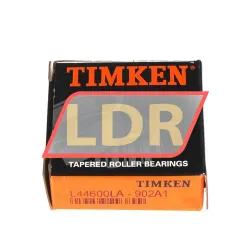 TIMKEN
LDR
TAPERED ROLLER BEARINGS
TIMKEN
L44600LA - 902A1